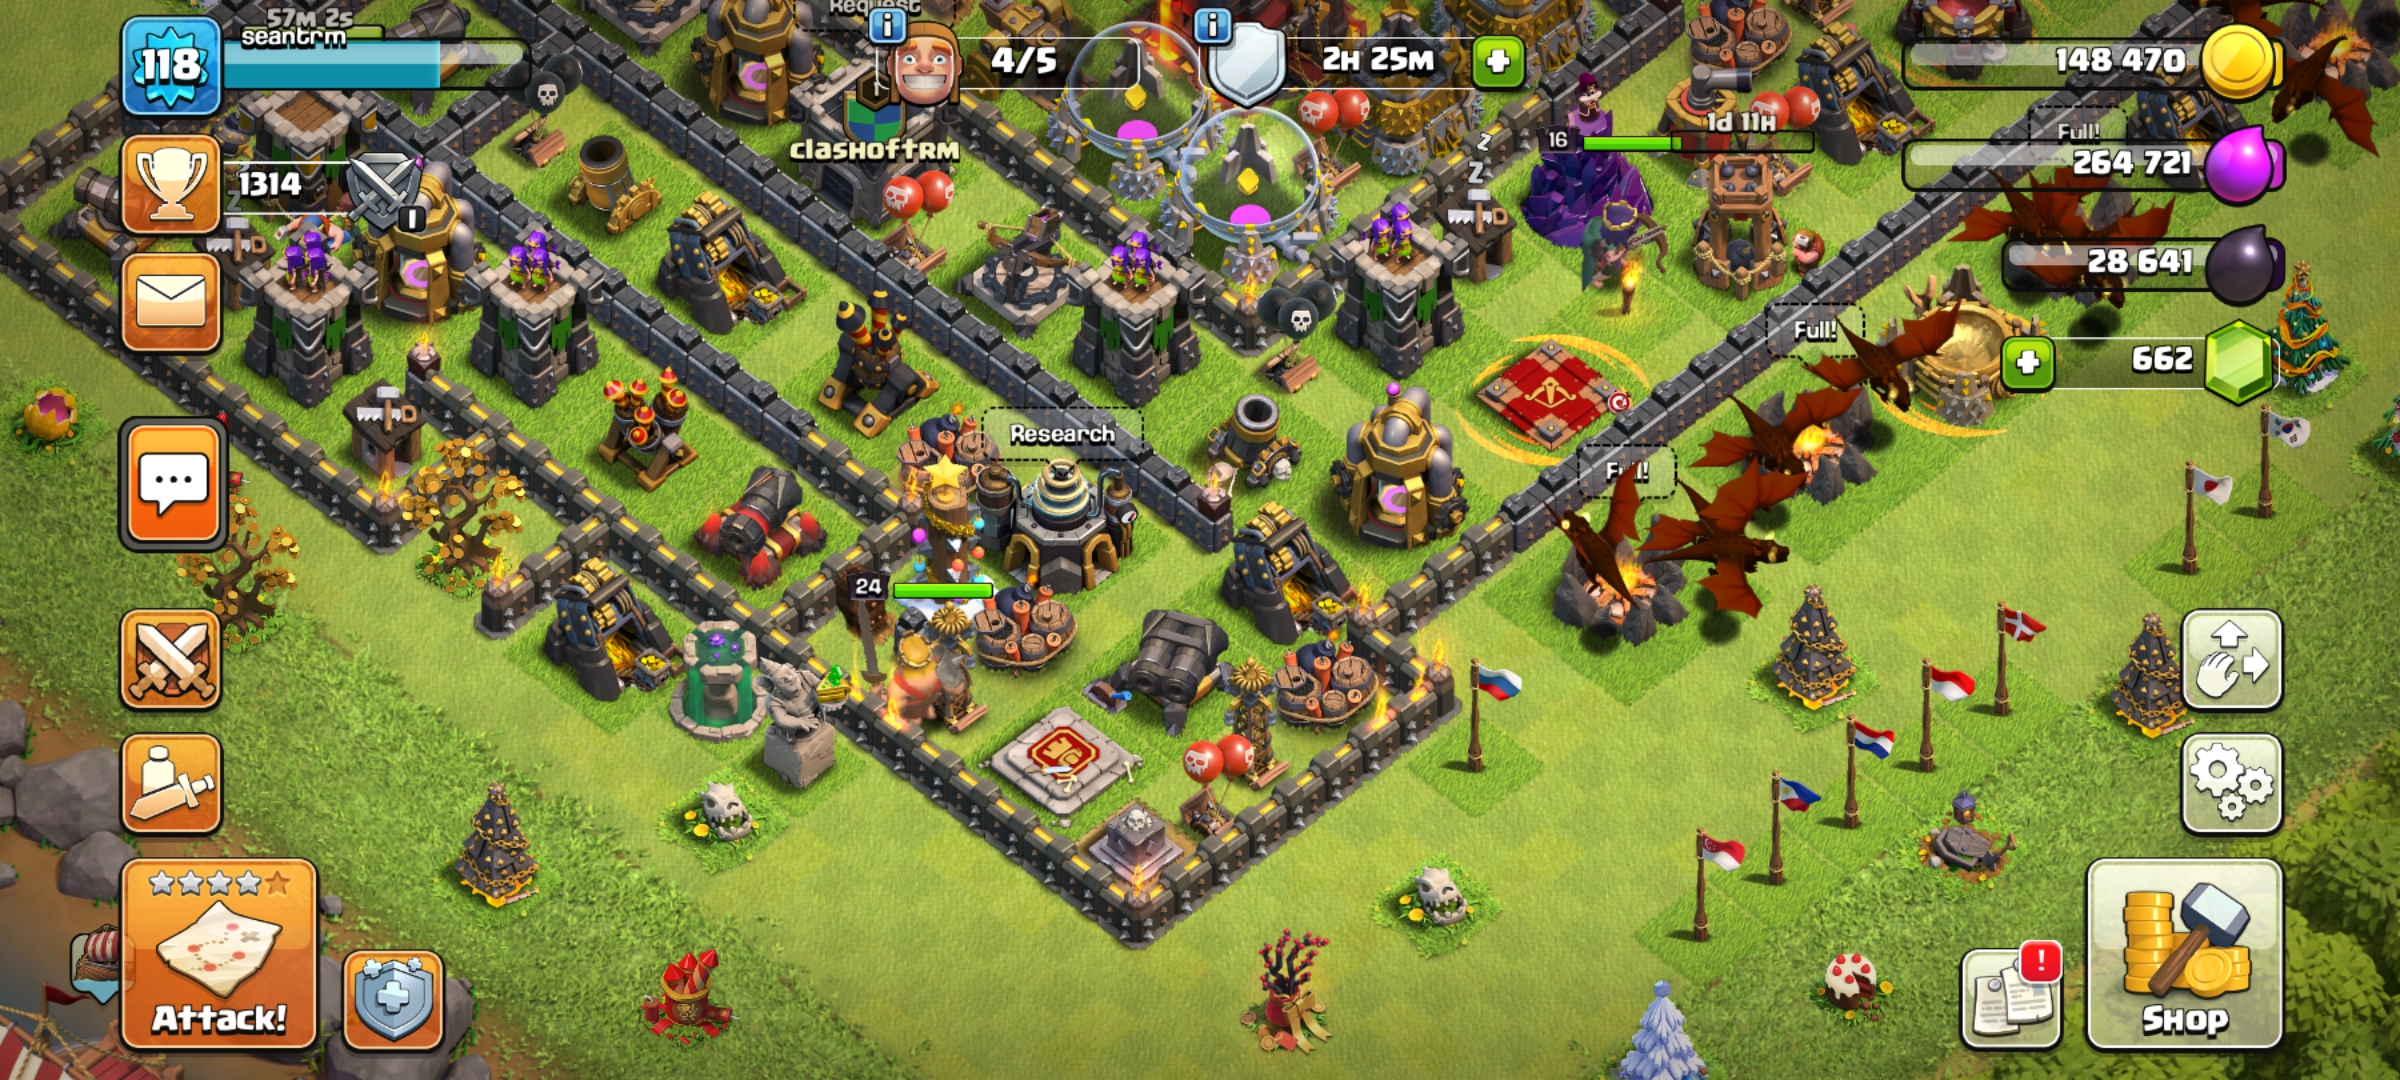 57m 2s
seantrm
118
Request
4/5
2H 25M
148 470
1314
I
clashoftRM
16
1d 11H
Full!
264 721
z
Z
Z
28 641
Full!
662
Research
Full!
24
Attack!
!
Shop